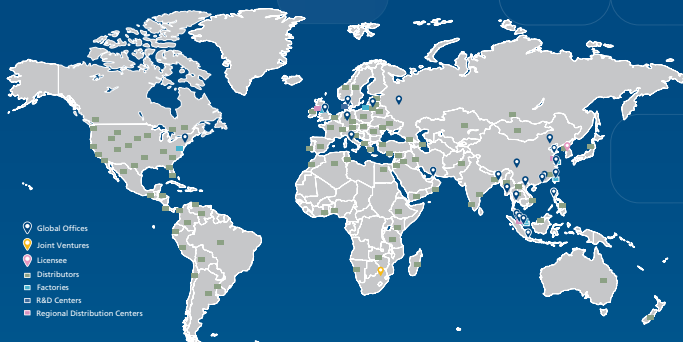 Global Offices
Joint Ventures
Licensee
Distributors
Factories
R&D Centers
Regional Distribution Centers